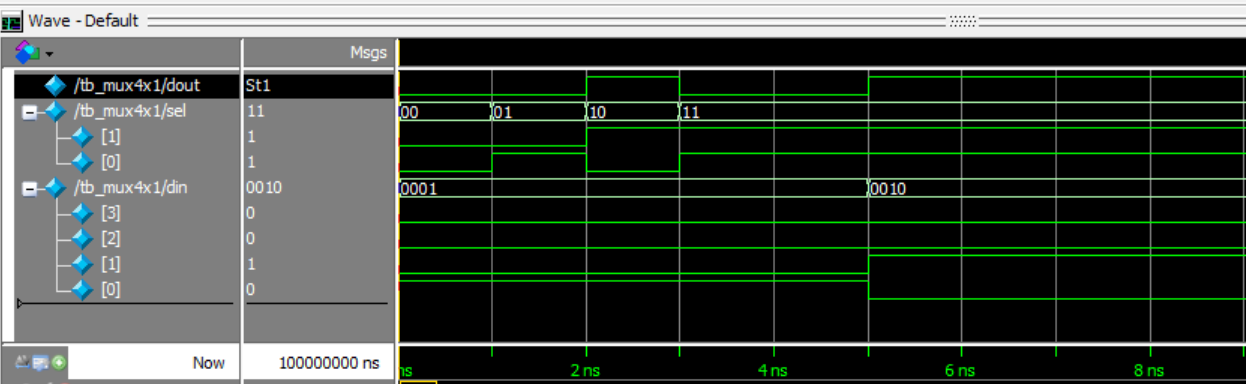 Wave - Default
Msgs
/tb_mux4x1/dout St1
/tb_mux4x1/sel 11 00 01 10 11
[1] 1
[0] 1
/tb_mux4x1/din 0010 0001 0010
[3] 0
[2] 0
[1] 1
[0] 0
Now 100000000 ns ns 2 ns 4 ns 6 ns 8 ns